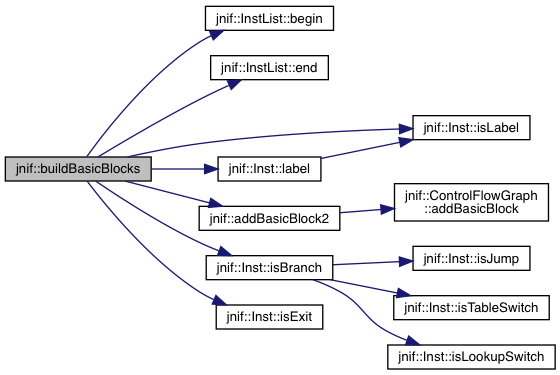 jnif::InstList::begin
jnif::InstList::end
jnif::Inst::isLabel
jnif::buildBasicBlocks
jnif::Inst::label
jnif::ControlFlowGraph
::addBasicBlock
jnif::addBasicBlock2
jnif::Inst::isBranch
jnif::Inst::isJump
jnif::Inst::isTableSwitch
jnif::Inst::isExit
jnif::Inst::isLookupSwitch